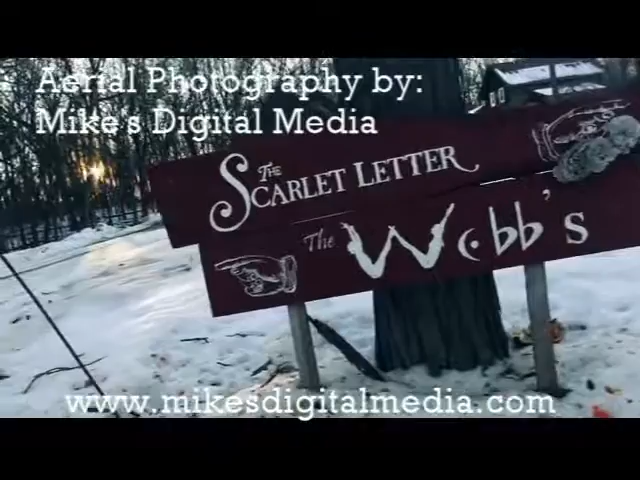 Aerial Photography by:
Mike's Digital Media
The Scarlet Letter
The Webb's
www.mikesdigitalmedia.com